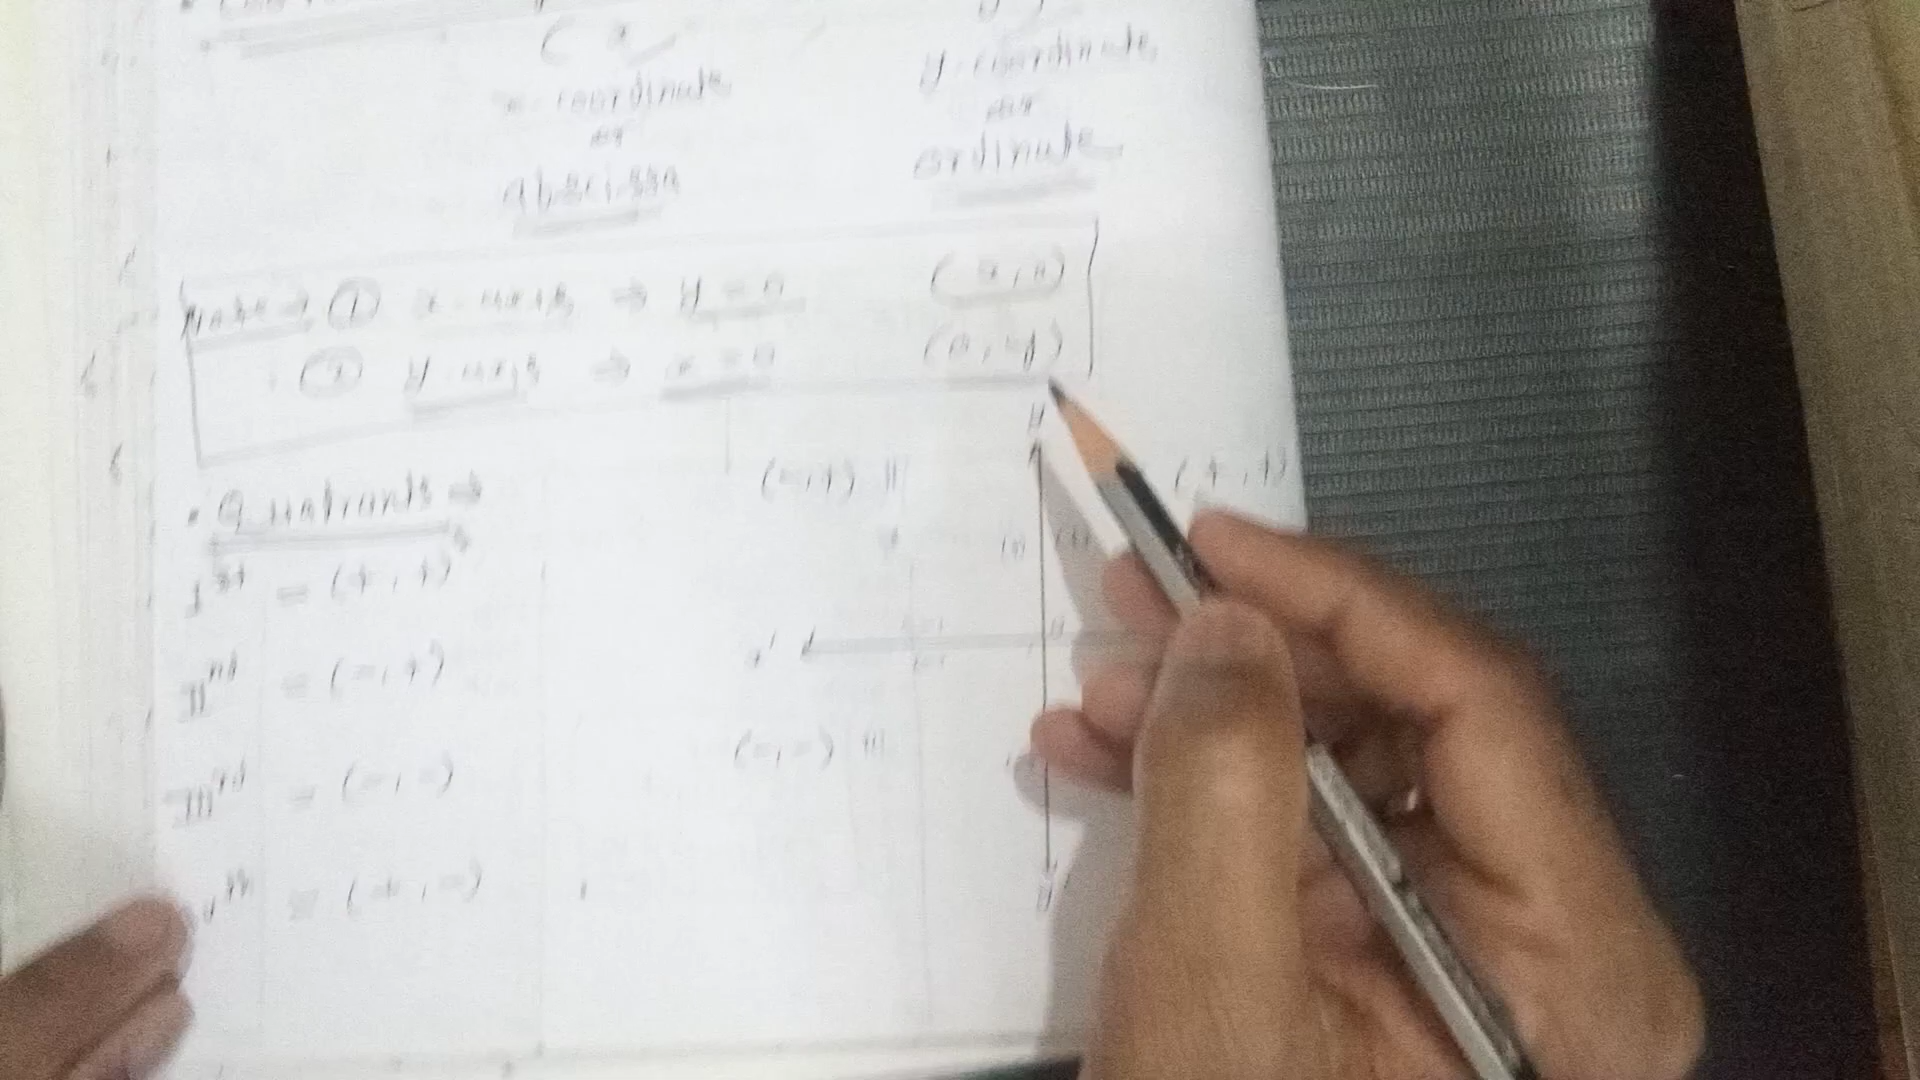 ( x
x-coordinate
or
abscissa
y-coordinate
or
ordinate
Note → ① x-axis ⇒ y = 0 (x, 0)
② y-axis ⇒ x = 0 (0, y)
• Quadrants →
Iˢᵗ = (+, +)
IIⁿᵈ = (-, +)
IIIʳᵈ = (-, -)
ᵗʰ = (+, -)
y
(-, +) II
(+, +)
x'
(-, -) III
y'